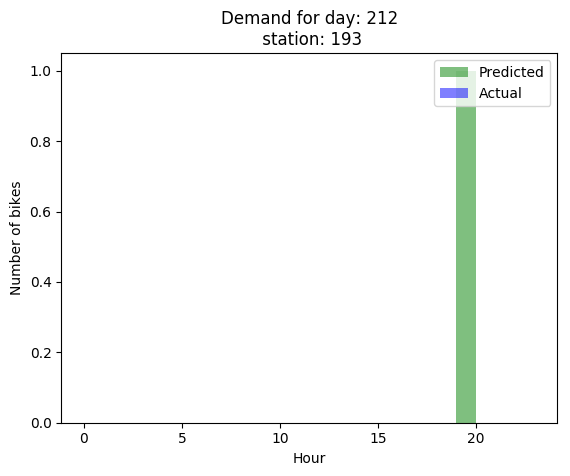 Demand for day: 212
station: 193
Predicted
Actual
Number of bikes
1.0
0.8
0.6
0.4
0.2
0.0
0 5 10 15 20
Hour